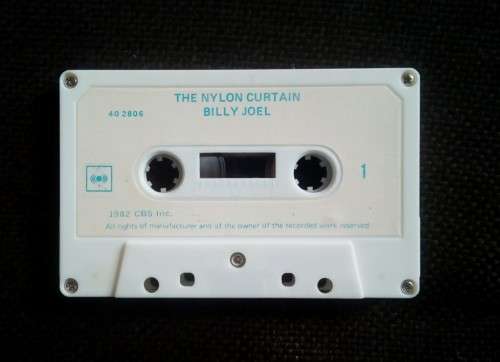 THE NYLON CURTAIN
BILLY JOEL
40 2806
1
1982 CBS Inc.
All rights of manufacturer and of the owner of the recorded work reserved